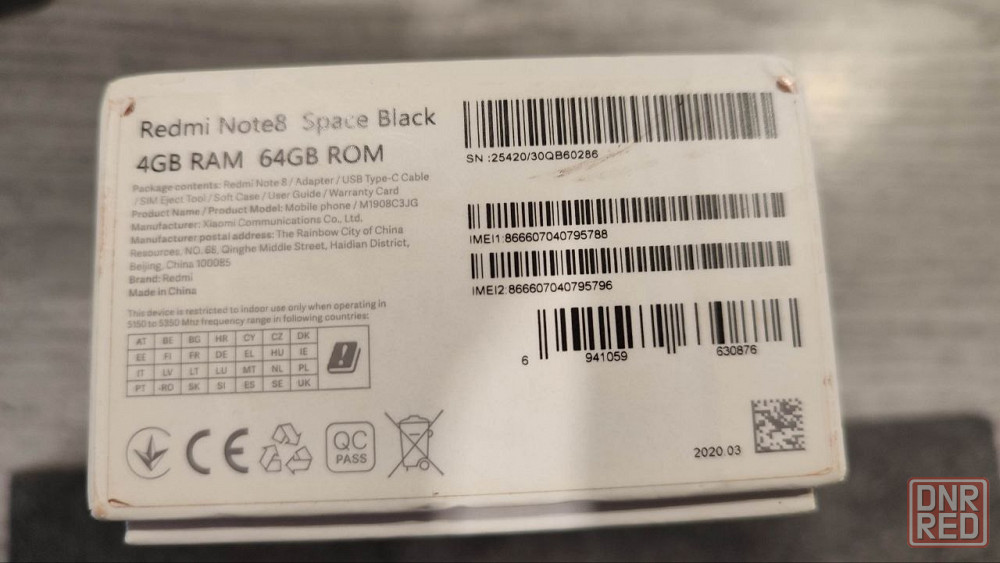 Redmi Note8 Space Black
4GB RAM 64GB ROM
Package contents: Redmi Note 8 / Adapter / USB Type-C Cable
/ SIM Eject Tool / Soft Case / User Guide / Warranty Card
Product Name / Product Model: Mobile phone / M1908C3JG
Manufacturer: Xiaomi Communications Co., Ltd.
Manufacturer postal address: The Rainbow City of China
Resources, NO. 68, Qinghe Middle Street, Haidian District,
Beijing, China 100085
Brand: Redmi
Made in China
This device is restricted to indoor use only when operating in
5150 to 5350 Mhz frequency range in following countries:
AT BE BG HR CY CZ DK
EE FI FR DE EL HU IE
IT LV LT LU MT NL PL
PT RO SK SI ES SE UK
CE
QC
PASS
SN :25420/30QB60286
IMEI1:866607040795788
IMEI2:866607040795796
6 941059 630876
2020.03
DNR
RED